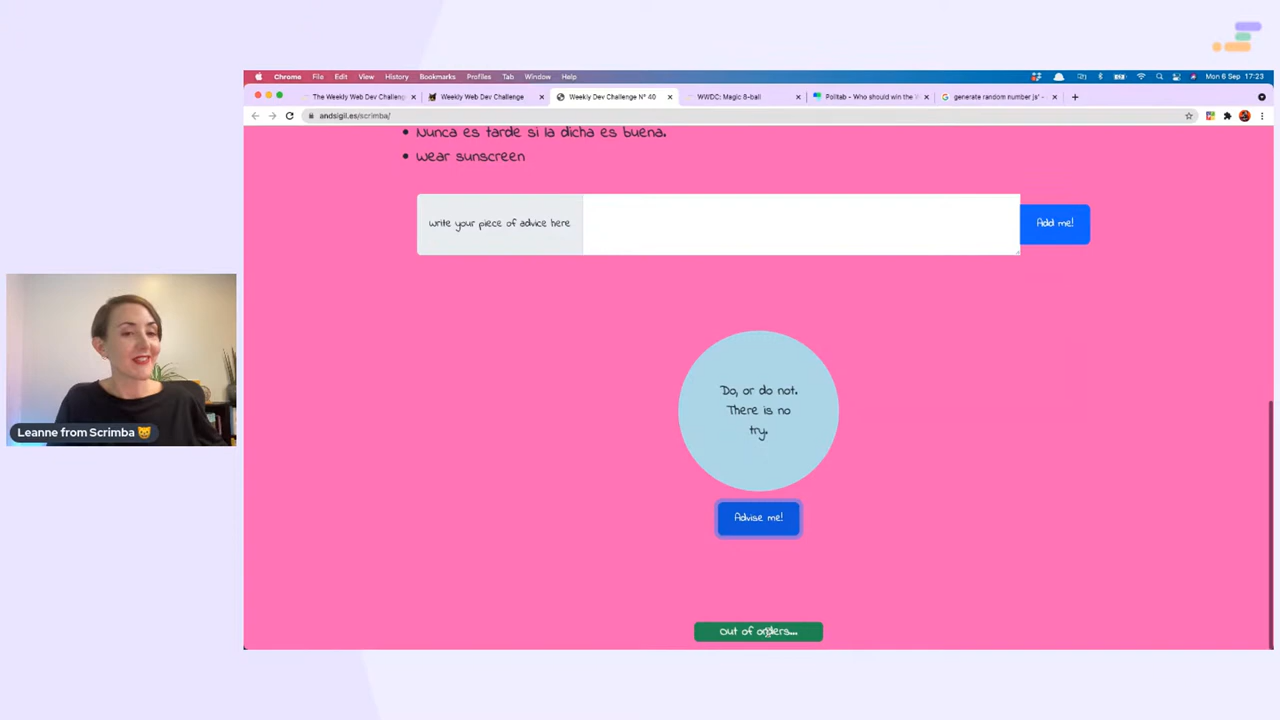 Chrome File Edit View History Bookmarks Profiles Tab Window Help
Mon 6 Sep 17:23
The Weekly Web Dev Challenge
Weekly Web Dev Challenge
Weekly Dev Challenge Nº 40
WWDC: Magic 8-ball
Politab - Who should win the
generate random number js' -
andsigil.es/scrimba/
Nunca es tarde si la dicha es buena.
Wear sunscreen
Write your piece of advice here
Add me!
Do, or do not.
There is no
try.
Advise me!
Out of orders...
Leanne from Scrimba